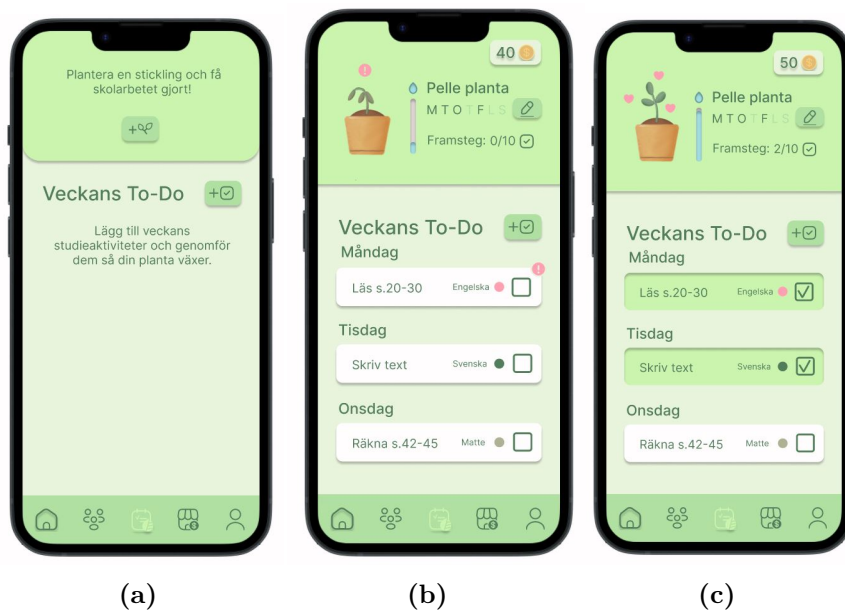 Plantera en stickling och få
skolarbetet gjort!
+
Veckans To-Do
+
Lägg till veckans
studieaktiviteter och genomför
dem så din planta växer.
(a)
40
!
Pelle planta
M T O T F L S
Framsteg: 0/10
Veckans To-Do
+
Måndag
!
Läs s.20-30 Engelska
Tisdag
Skriv text Svenska
Onsdag
Räkna s.42-45 Matte
(b)
50
Pelle planta
M T O T F L S
Framsteg: 2/10
Veckans To-Do
+
Måndag
Läs s.20-30 Engelska
Tisdag
Skriv text Svenska
Onsdag
Räkna s.42-45 Matte
(c)